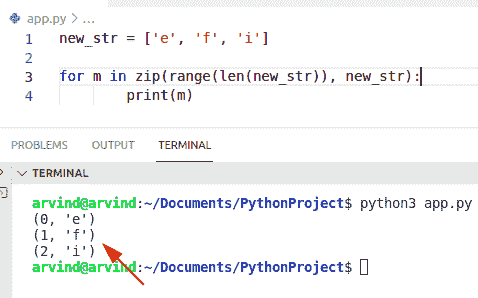 app.py > ...
1 new_str = ['e', 'f', 'i']
2
3 for m in zip(range(len(new_str)), new_str):
4         print(m)
PROBLEMS OUTPUT TERMINAL
TERMINAL
arvind@arvind:~/Documents/PythonProject$ python3 app.py
(0, 'e')
(1, 'f')
(2, 'i')
arvind@arvind:~/Documents/PythonProject$